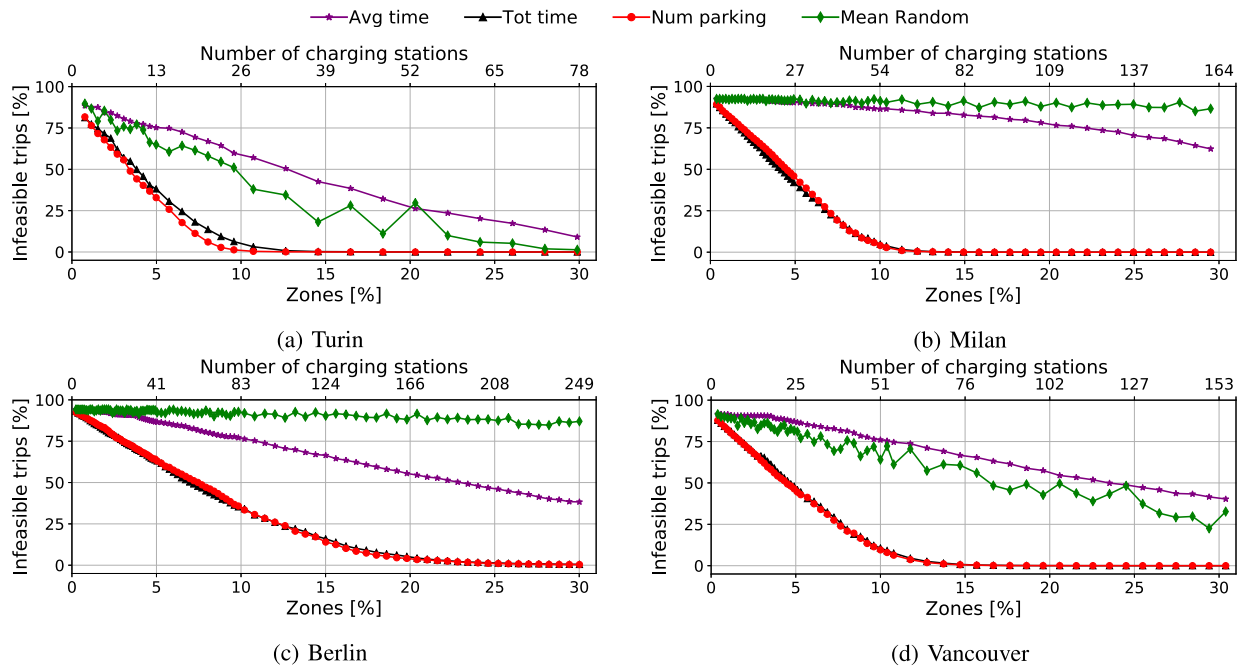 Avg time Tot time Num parking Mean Random
Number of charging stations
0 13 26 39 52 65 78
100
75
50
25
0
Infeasible trips [%]
0 5 10 15 20 25 30
Zones [%]
(a) Turin
Number of charging stations
0 27 54 82 109 137 164
100
75
50
25
0
Infeasible trips [%]
0 5 10 15 20 25 30
Zones [%]
(b) Milan
Number of charging stations
0 41 83 124 166 208 249
100
75
50
25
0
Infeasible trips [%]
0 5 10 15 20 25 30
Zones [%]
(c) Berlin
Number of charging stations
0 25 51 76 102 127 153
100
75
50
25
0
Infeasible trips [%]
0 5 10 15 20 25 30
Zones [%]
(d) Vancouver